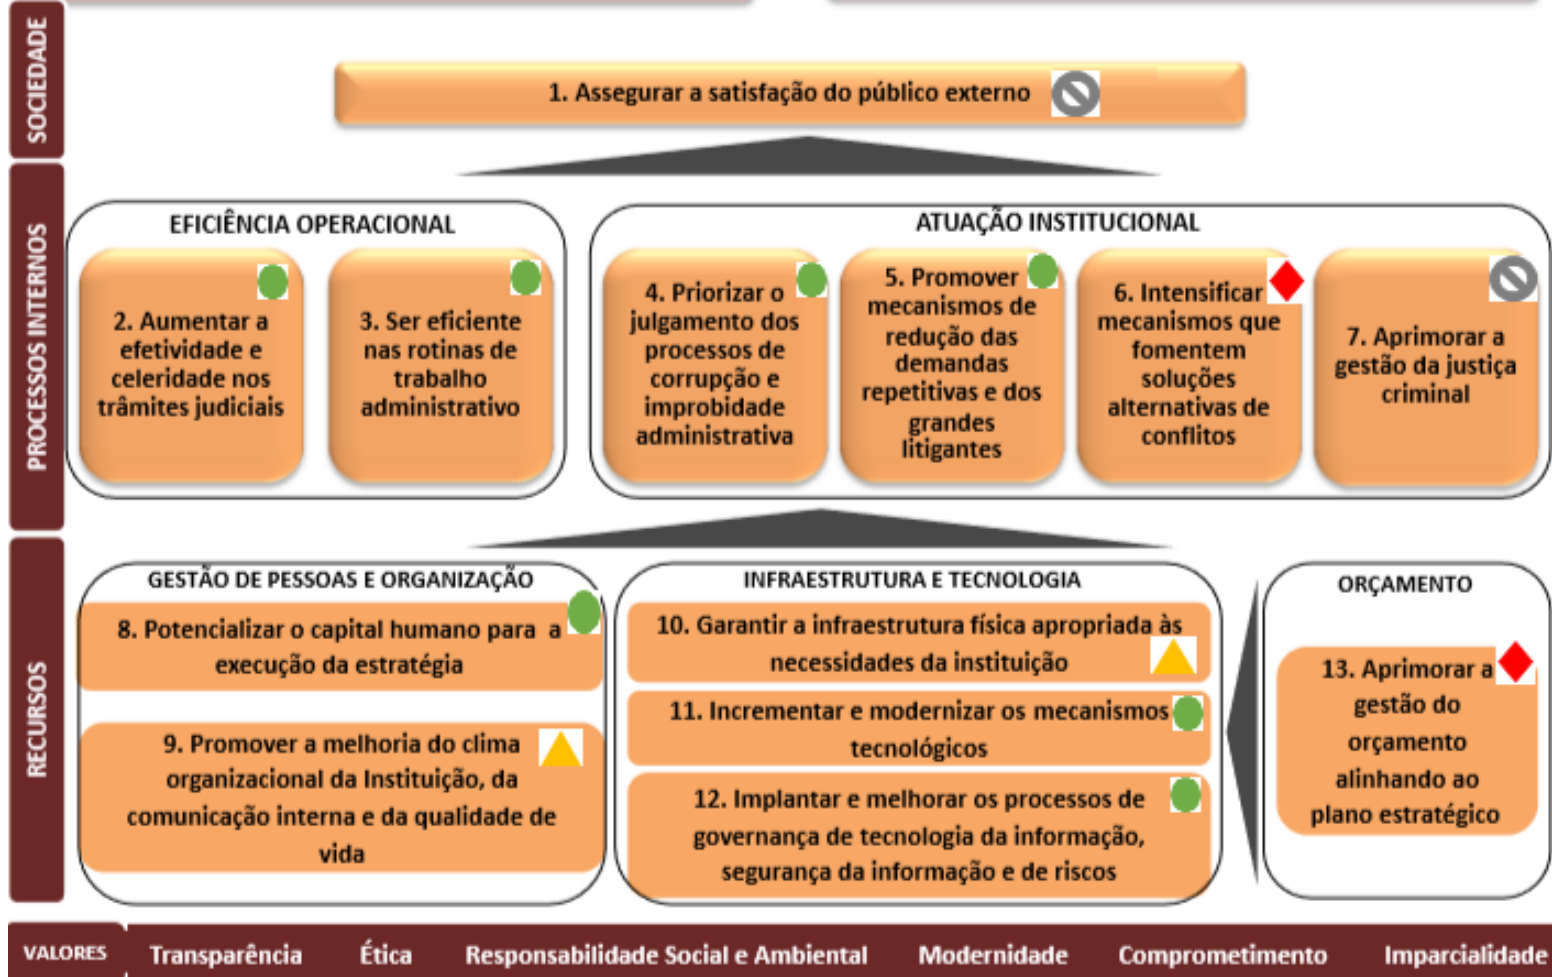 SOCIEDADE
1. Assegurar a satisfação do público externo
PROCESSOS INTERNOS
EFICIÊNCIA OPERACIONAL
2. Aumentar a
efetividade e
celeridade nos
trâmites judiciais
3. Ser eficiente
nas rotinas de
trabalho
administrativo
ATUAÇÃO INSTITUCIONAL
4. Priorizar o
julgamento dos
processos de
corrupção e
improbidade
administrativa
5. Promover
mecanismos de
redução das
demandas
repetitivas e dos
grandes
litigantes
6. Intensificar
mecanismos que
fomentem
soluções
alternativas de
conflitos
7. Aprimorar a
gestão da justiça
criminal
RECURSOS
GESTÃO DE PESSOAS E ORGANIZAÇÃO
8. Potencializar o capital humano para a
execução da estratégia
9. Promover a melhoria do clima
organizacional da Instituição, da
comunicação interna e da qualidade de
vida
INFRAESTRUTURA E TECNOLOGIA
10. Garantir a infraestrutura física apropriada às
necessidades da instituição
11. Incrementar e modernizar os mecanismos
tecnológicos
12. Implantar e melhorar os processos de
governança de tecnologia da informação,
segurança da informação e de riscos
ORÇAMENTO
13. Aprimorar a
gestão do
orçamento
alinhando ao
plano estratégico
VALORES Transparência Ética Responsabilidade Social e Ambiental Modernidade Comprometimento Imparcialidade